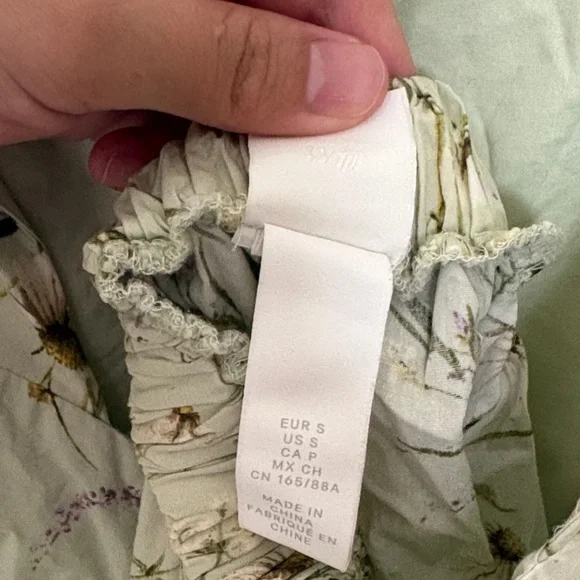 EUR S
US S
CA P
MX CH
CN 165/88A
MADE IN
CHINA
FABRIQUÉ EN
CHINE